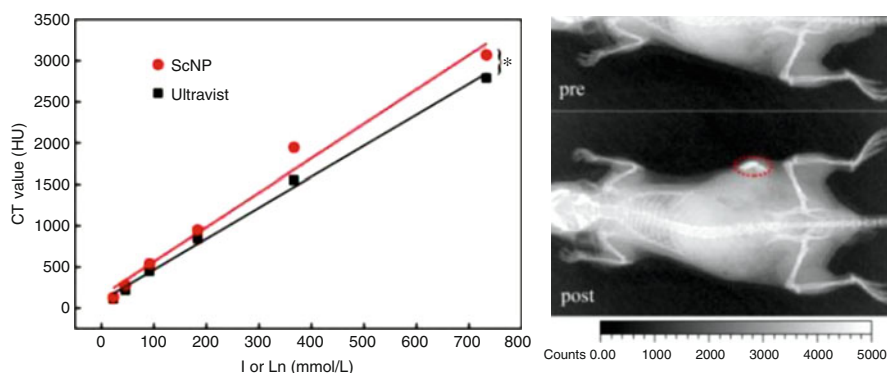 3500
3000
2500
2000
1500
1000
500
0
CT value (HU)
ScNP
Ultravist
*
0 100 200 300 400 500 600 700 800
I or Ln (mmol/L)
pre
post
Counts 0.00 1000 2000 3000 4000 5000